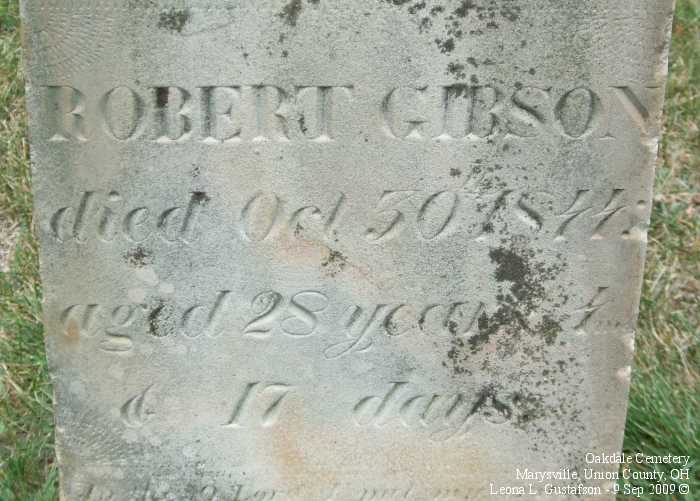 ROBERT GIBSON
died Oct 30 1844:
aged 28 years 4
& 17 days
Oakdale Cemetery
Marysville, Union County, OH
Leona L. Gustafson - 9 Sep 2009 ©